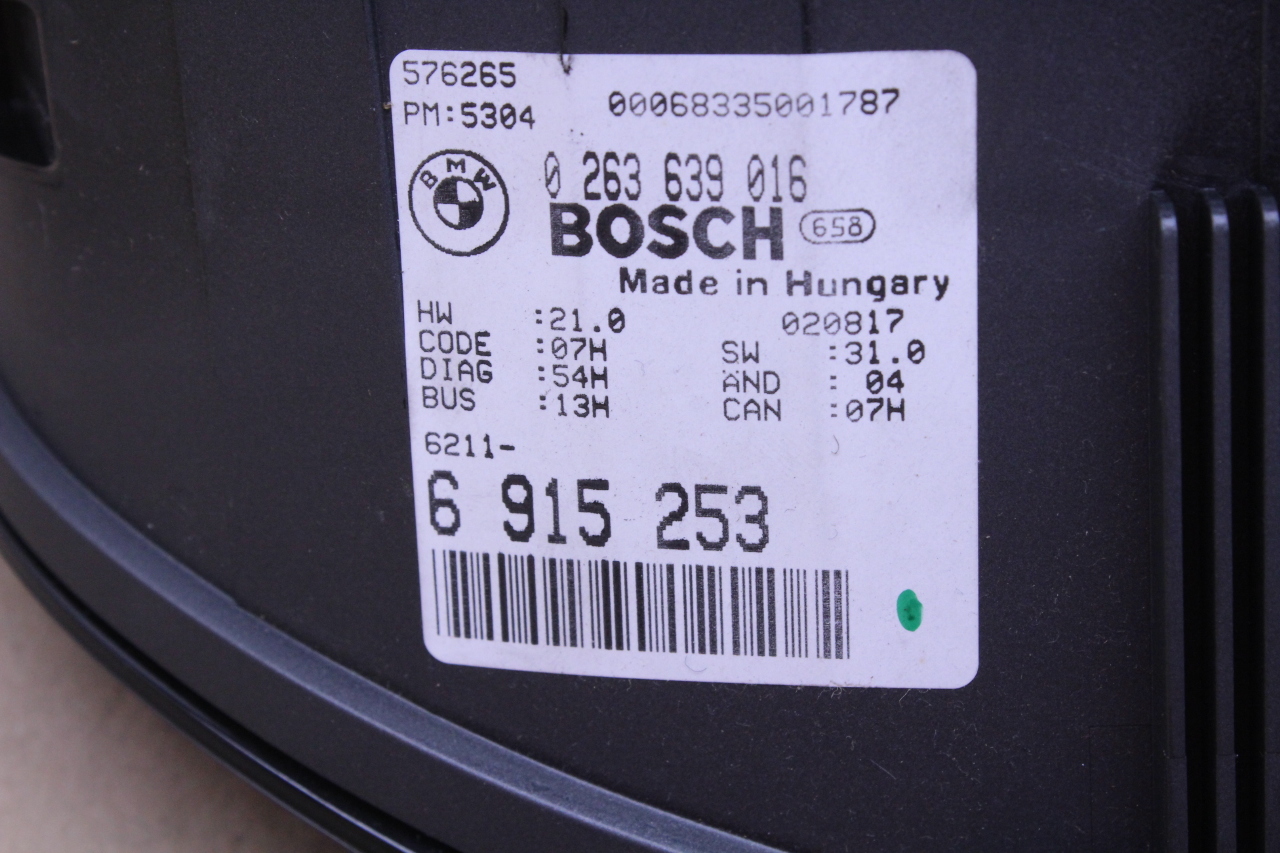 576265
PM:5304
00068335001787
BMW
0 263 639 016
BOSCH 658
Made in Hungary
HW :21.0 020817
CODE :07H SW :31.0
DIAG :54H AND : 04
BUS :13H CAN :07H
6211-
6 915 253